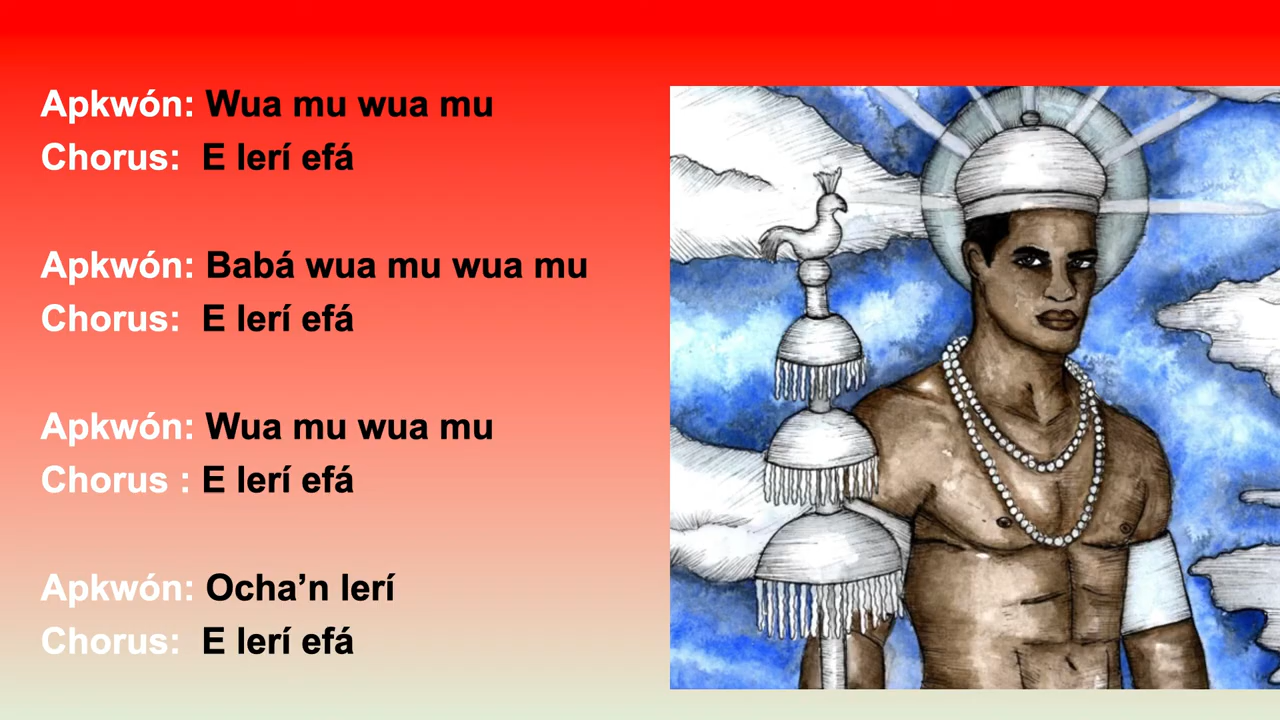 Apkwón: Wua mu wua mu
Chorus: E lerí efá
Apkwón: Babá wua mu wua mu
Chorus: E lerí efá
Apkwón: Wua mu wua mu
Chorus : E lerí efá
Apkwón: Ocha’n lerí
Chorus: E lerí efá